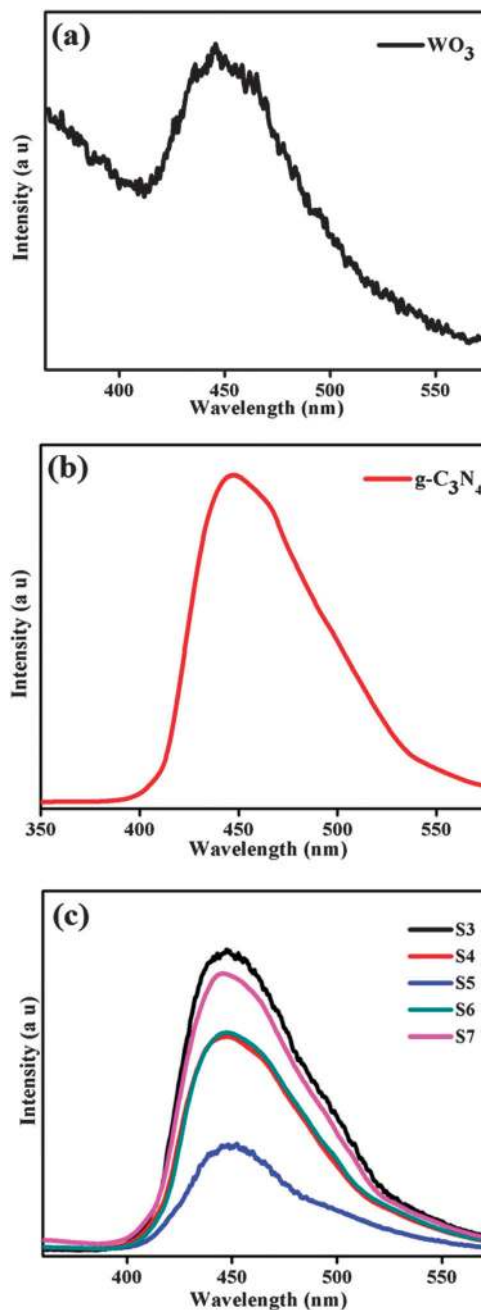 (a)
WO₃
Intensity (a u)
400 450 500 550
Wavelength (nm)
(b)
g-C₃N₄
Intensity (a u)
350 400 450 500 550
Wavelength (nm)
(c)
S3
S4
S5
S6
S7
Intensity (a u)
400 450 500 550
Wavelength (nm)